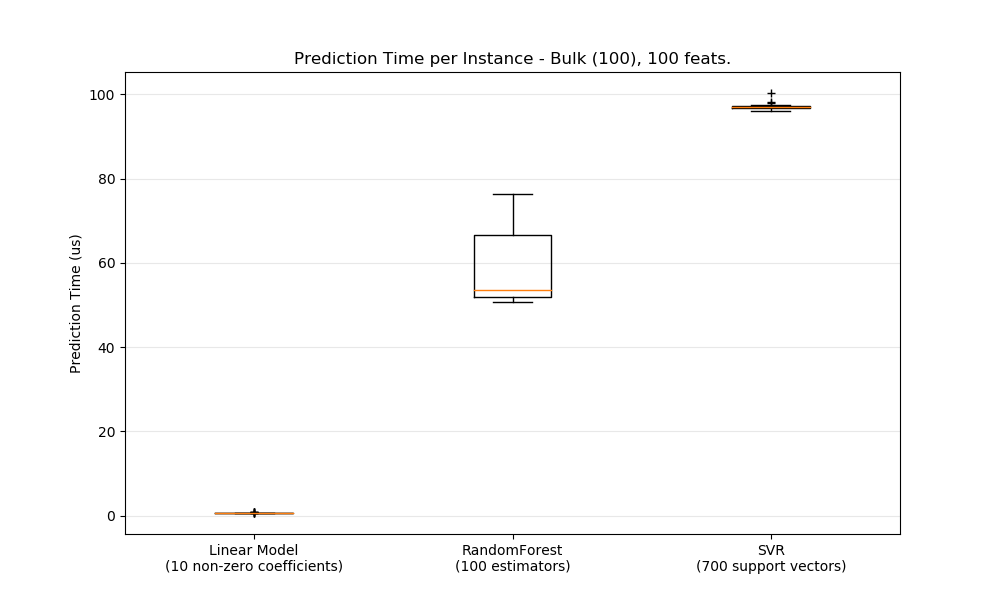 Prediction Time per Instance - Bulk (100), 100 feats.
Prediction Time (us)
100
80
60
40
20
0
Linear Model
(10 non-zero coefficients)
RandomForest
(100 estimators)
SVR
(700 support vectors)